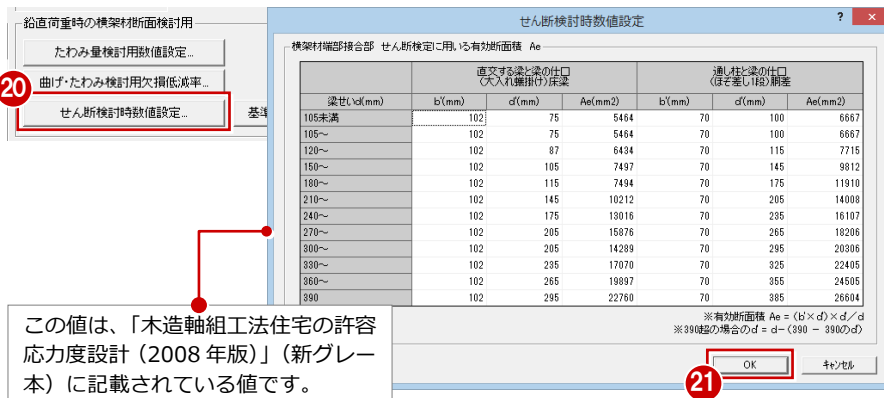 鉛直荷重時の横架材断面検討用
たわみ量検討用数値設定...
曲げ・たわみ検討用欠損低減率...
20
せん断検討時数値設定...
基準
せん断検討時数値設定
? ×
横架材端部接合部 せん断検定に用いる有効断面積 Ae
直交する梁と梁の仕口 通し柱と梁の仕口
(大入れ蟻掛け)床梁 (ほぞ差し1段)胴差
梁せいd(mm) b'(mm) d'(mm) Ae(mm2) b'(mm) d'(mm) Ae(mm2)
105未満 102 75 5464 70 100 6667
105～ 102 75 5464 70 100 6667
120～ 102 87 6434 70 115 7715
150～ 102 105 7497 70 145 9812
180～ 102 115 7494 70 175 11910
210～ 102 145 10212 70 205 14008
240～ 102 175 13016 70 235 16107
270～ 102 205 15876 70 265 18206
300～ 102 205 14289 70 295 20306
330～ 102 235 17070 70 325 22405
360～ 102 265 19897 70 355 24505
390 102 295 22760 70 385 26604
※有効断面積 Ae = (b'×d')×d'／d
※390超の場合のd' = d-(390 - 390のd')
OK
キャンセル
21
この値は、「木造軸組工法住宅の許容
応力度設計（2008 年版）」（新グレー
本）に記載されている値です。